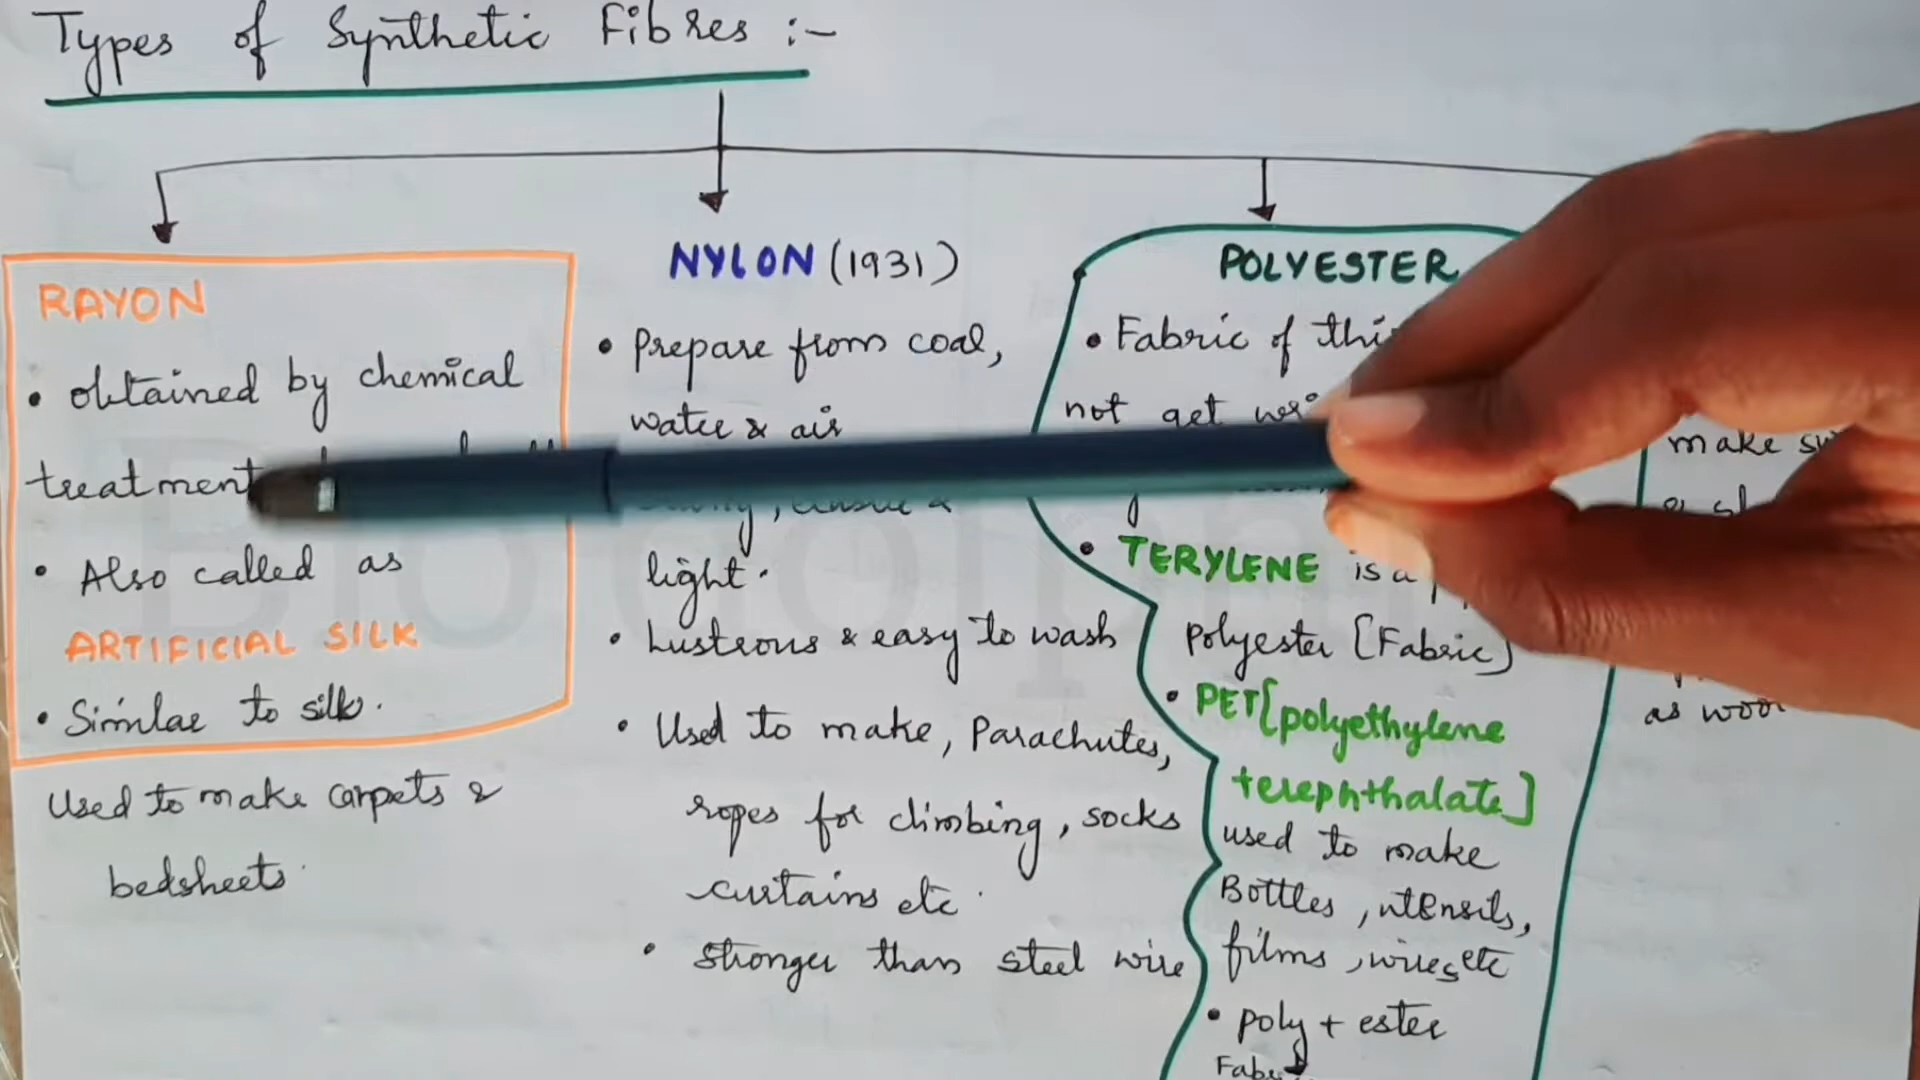 Types of Synthetic Fibres :-
RAYON
• obtained by chemical
treatment
• Also called as
ARTIFICIAL SILK
• Similar to silk.
Used to make carpets &
bedsheets.
NYLON (1931)
• Prepare from coal,
water & air
light.
• Lustrous & easy to wash
• Used to make, Parachutes,
ropes for climbing, socks
curtains etc.
• stronger than steel wire
POLYESTER
• Fabric of
not get
• TERYLENE is a
Polyester [Fabric]
• PET[polyethylene
terephthalate]
used to make
Bottles, utensils,
films, wires etc
• poly + ester
make
as wool